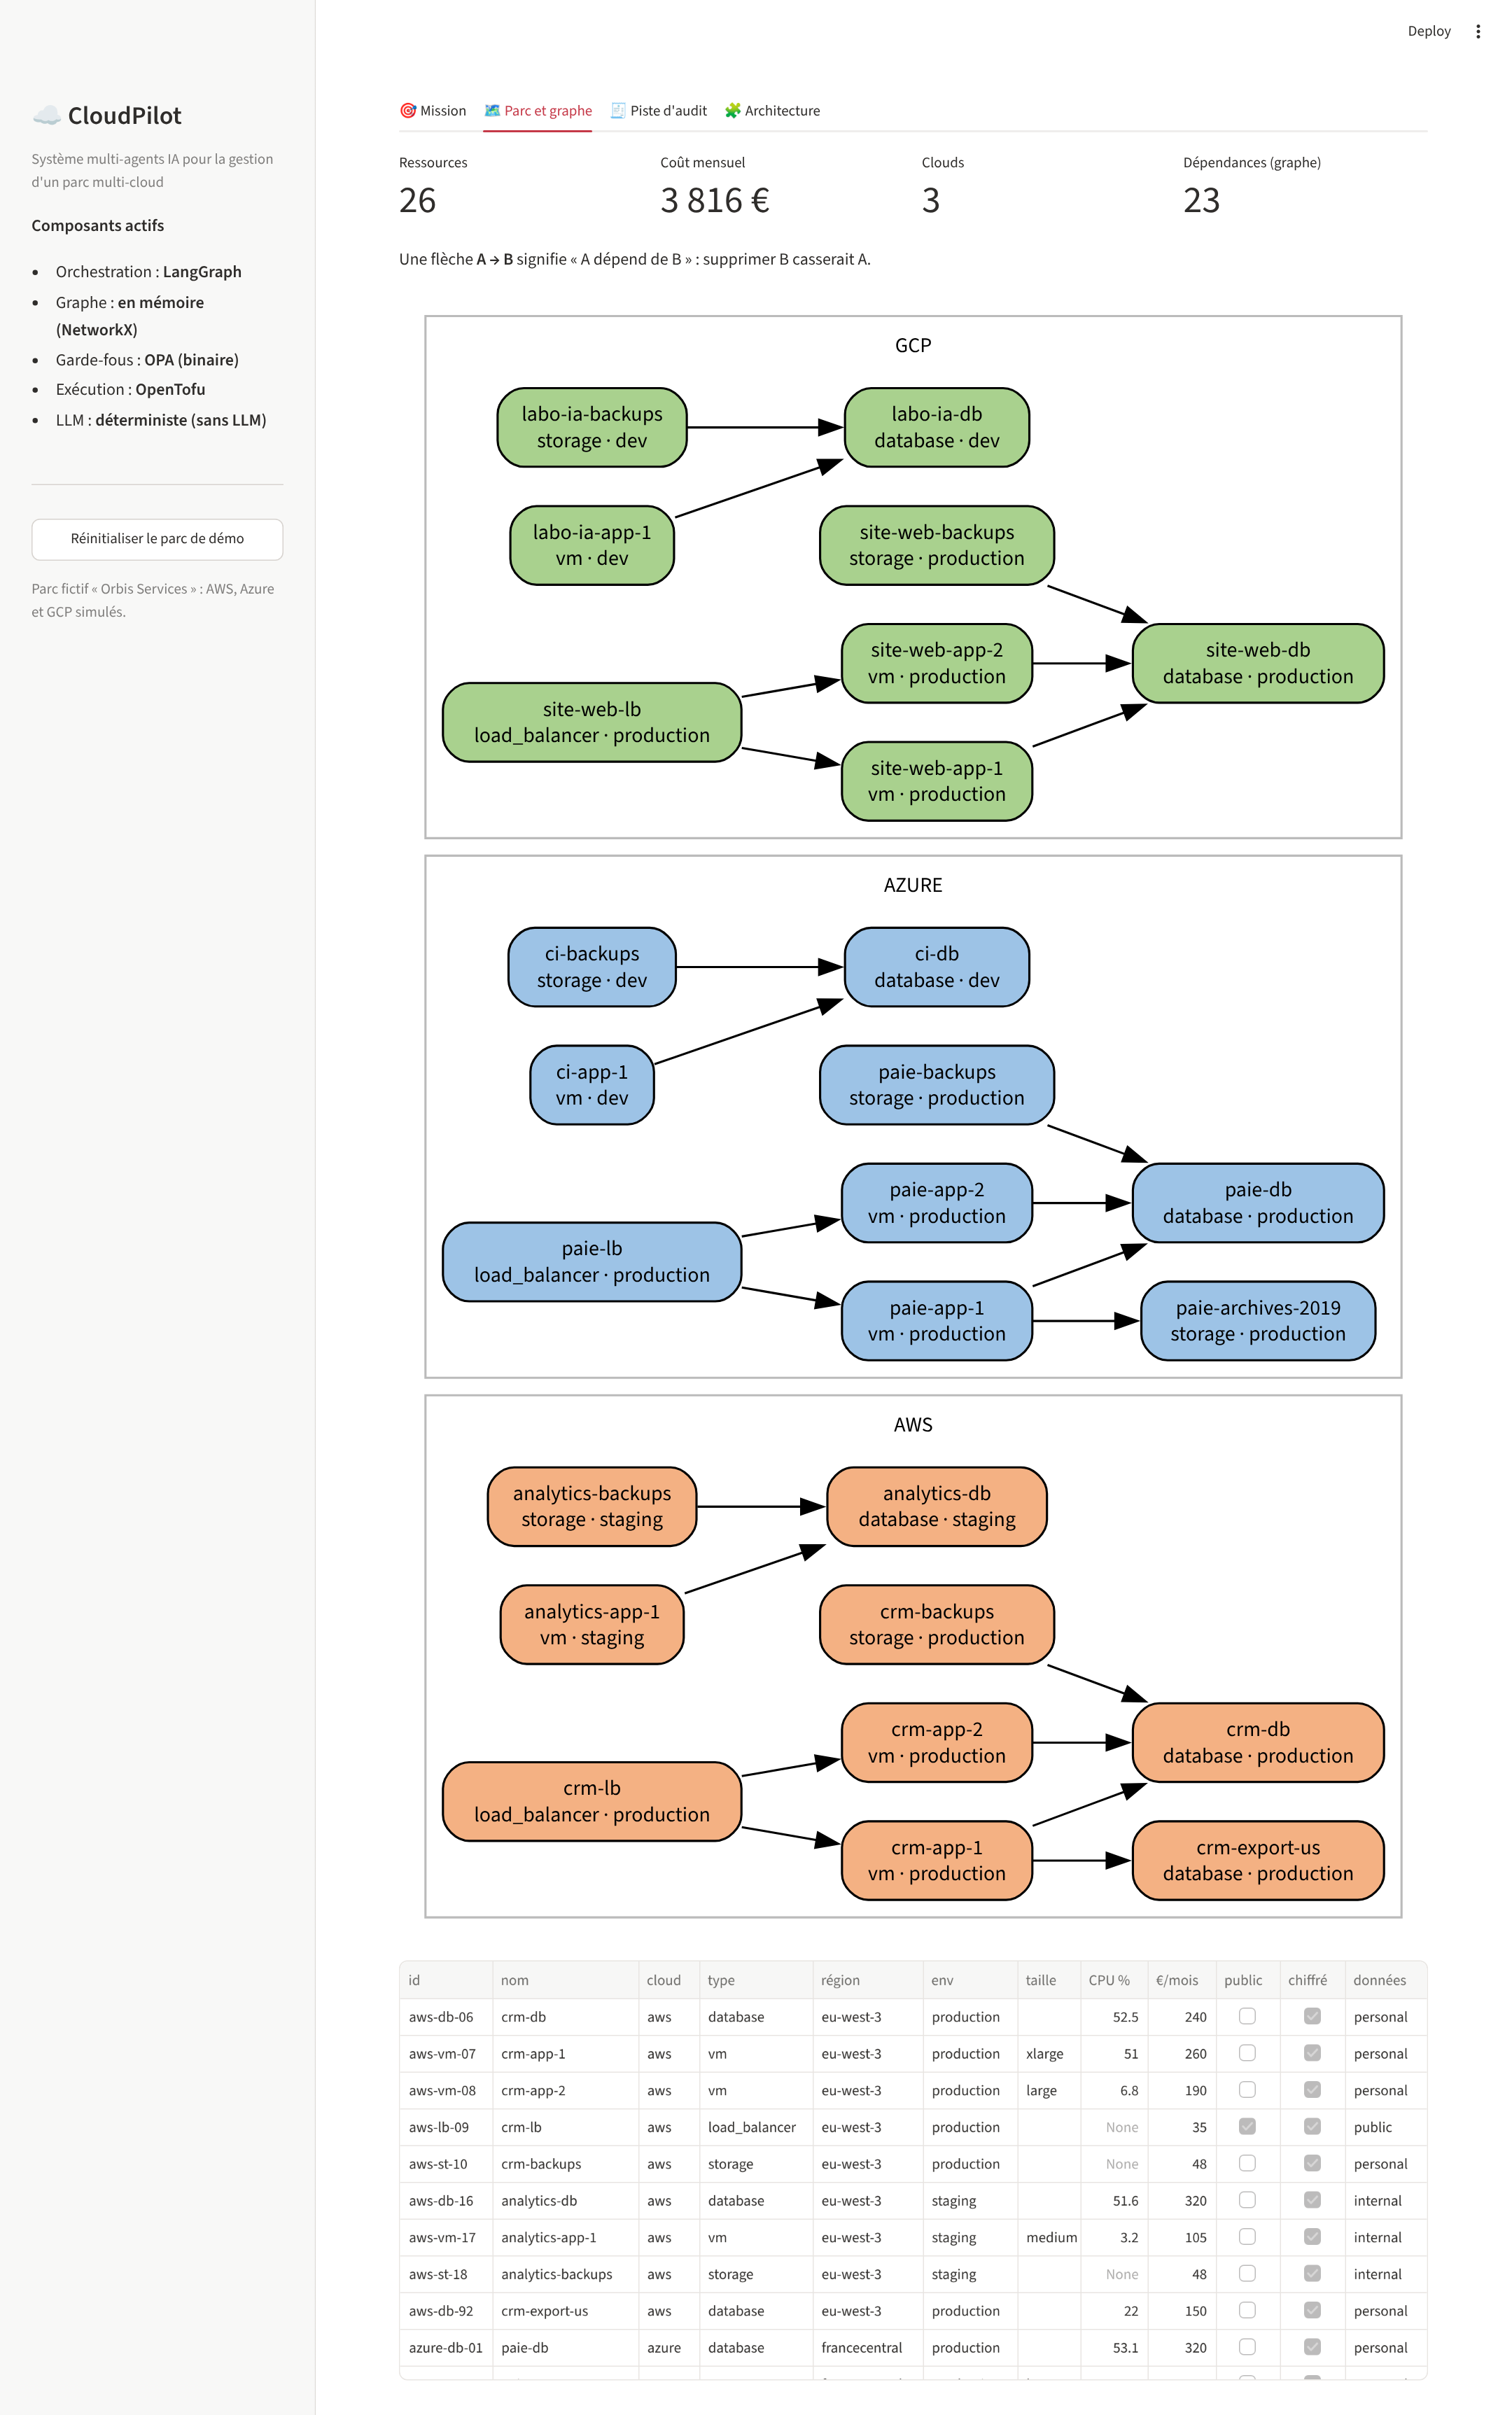 Deploy
☁️ CloudPilot
Système multi-agents IA pour la gestion
d'un parc multi-cloud
Composants actifs
Orchestration : LangGraph
Graphe : en mémoire
(NetworkX)
Garde-fous : OPA (binaire)
Exécution : OpenTofu
LLM : déterministe (sans LLM)
Réinitialiser le parc de démo
Parc fictif « Orbis Services » : AWS, Azure
et GCP simulés.
🎯 Mission 🗺️ Parc et graphe 🧾 Piste d'audit 🧩 Architecture
Ressources Coût mensuel Clouds Dépendances (graphe)
26 3 816 € 3 23
Une flèche A → B signifie « A dépend de B » : supprimer B casserait A.
GCP
labo-ia-backups
storage · dev
labo-ia-db
database · dev
labo-ia-app-1
vm · dev
site-web-backups
storage · production
site-web-app-2
vm · production
site-web-db
database · production
site-web-lb
load_balancer · production
site-web-app-1
vm · production
AZURE
ci-backups
storage · dev
ci-db
database · dev
ci-app-1
vm · dev
paie-backups
storage · production
paie-app-2
vm · production
paie-db
database · production
paie-lb
load_balancer · production
paie-app-1
vm · production
paie-archives-2019
storage · production
AWS
analytics-backups
storage · staging
analytics-db
database · staging
analytics-app-1
vm · staging
crm-backups
storage · production
crm-app-2
vm · production
crm-db
database · production
crm-lb
load_balancer · production
crm-app-1
vm · production
crm-export-us
database · production
id nom cloud type région env taille CPU % €/mois public chiffré données
aws-db-06 crm-db aws database eu-west-3 production 52.5 240 personal
aws-vm-07 crm-app-1 aws vm eu-west-3 production xlarge 51 260 personal
aws-vm-08 crm-app-2 aws vm eu-west-3 production large 6.8 190 personal
aws-lb-09 crm-lb aws load_balancer eu-west-3 production None 35 public
aws-st-10 crm-backups aws storage eu-west-3 production None 48 personal
aws-db-16 analytics-db aws database eu-west-3 staging 51.6 320 internal
aws-vm-17 analytics-app-1 aws vm eu-west-3 staging medium 3.2 105 internal
aws-st-18 analytics-backups aws storage eu-west-3 staging None 48 internal
aws-db-92 crm-export-us aws database eu-west-3 production 22 150 personal
azure-db-01 paie-db azure database francecentral production 53.1 320 personal